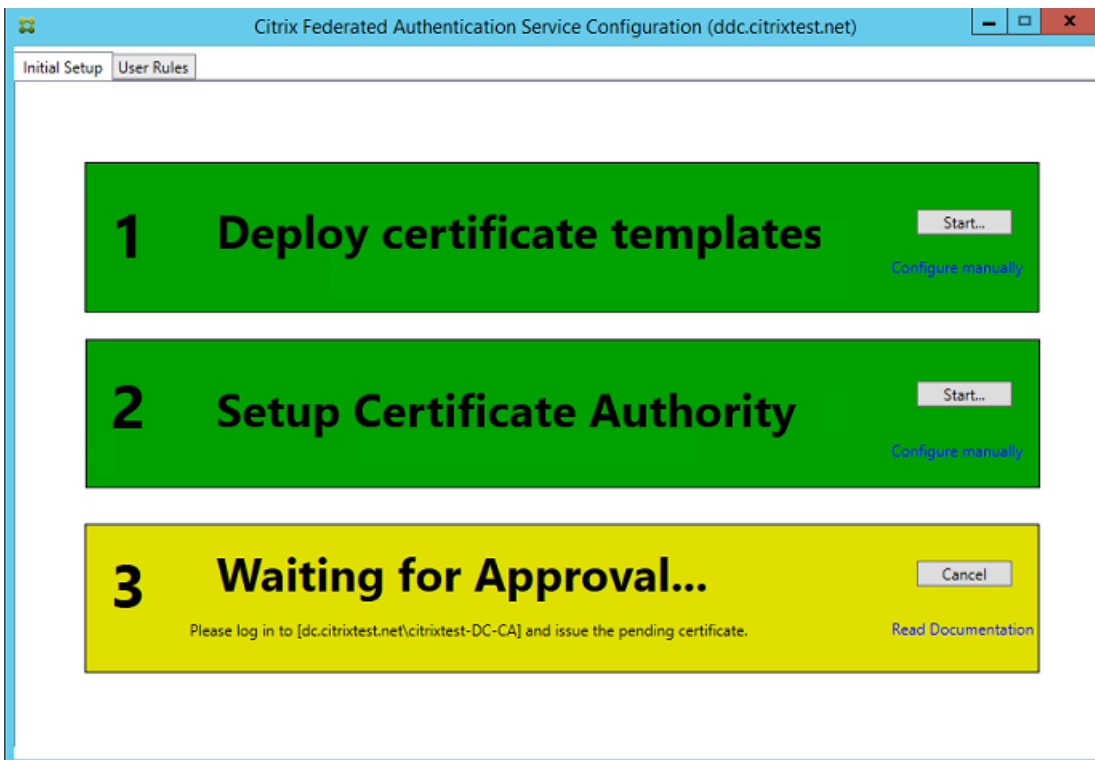 Citrix Federated Authentication Service Configuration (ddc.citrixtest.net)
Initial Setup
User Rules
1
Deploy certificate templates
Start...
Configure manually
2
Setup Certificate Authority
Start...
Configure manually
3
Waiting for Approval...
Cancel
Please log in to [dc.citrixtest.net\citrixtest-DC-CA] and issue the pending certificate.
Read Documentation